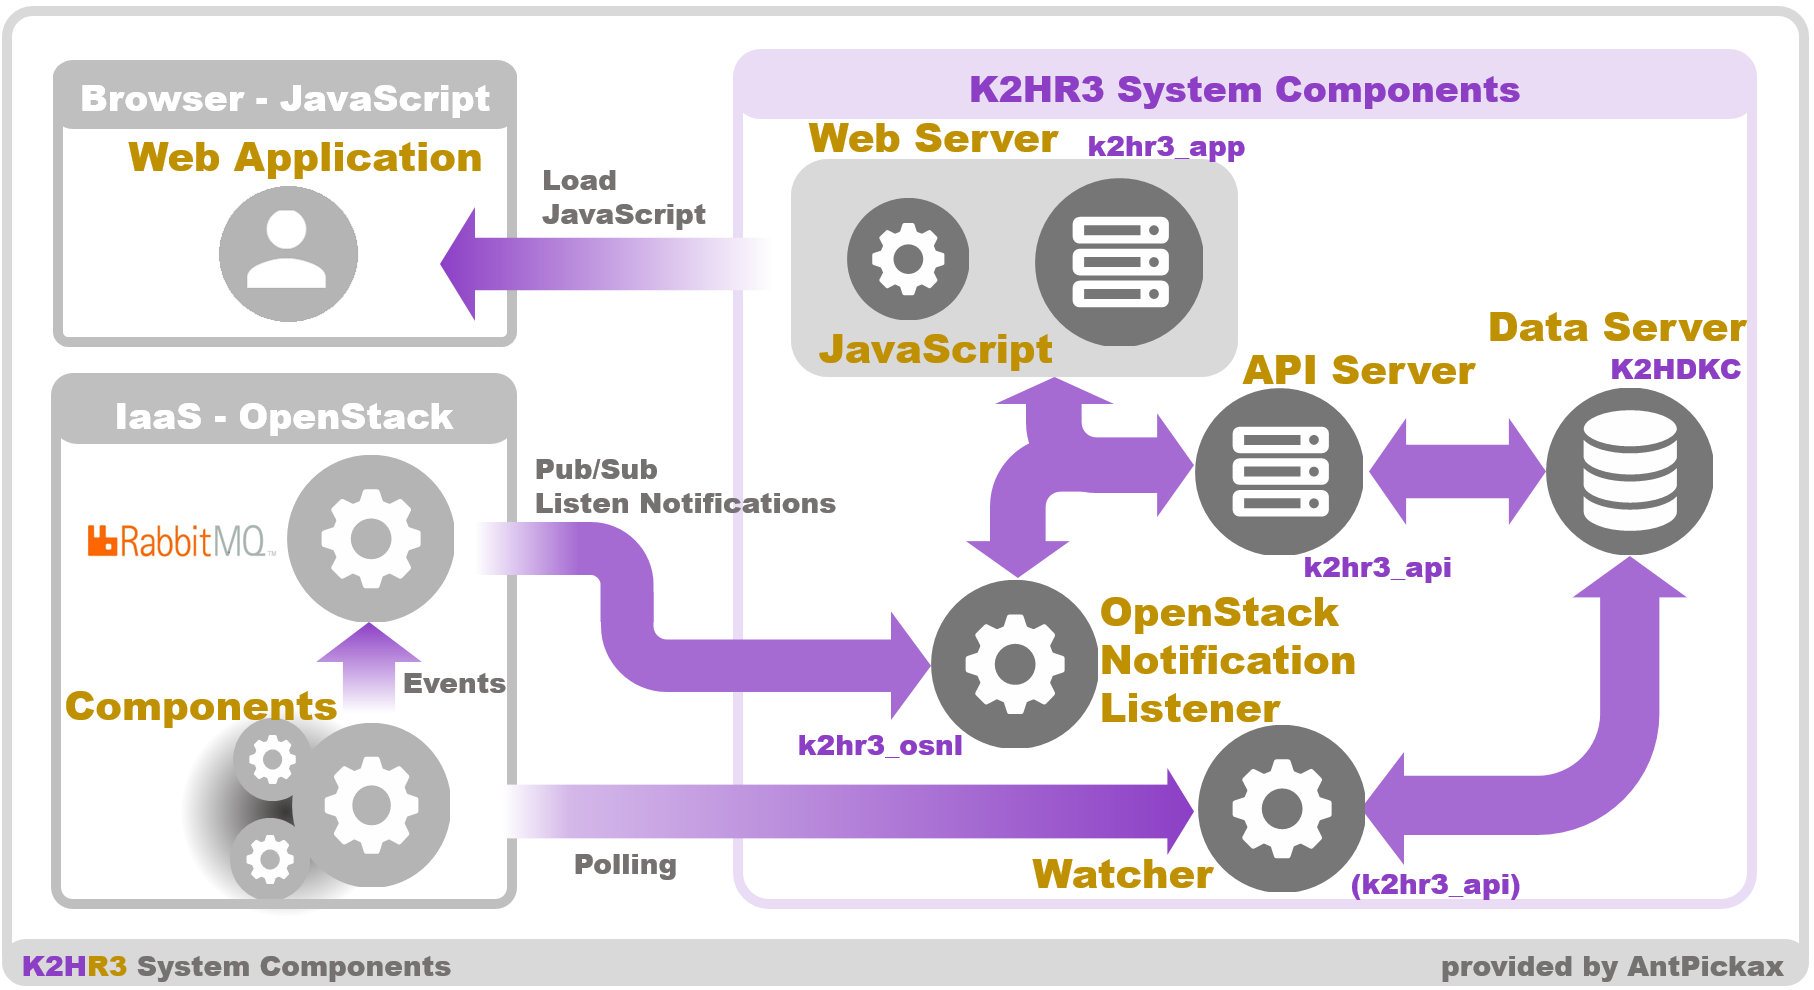 Browser - JavaScript
Web Application
Load
JavaScript
K2HR3 System Components
Web Server
k2hr3_app
JavaScript
API Server
k2hr3_api
Data Server
K2HDKC
IaaS - OpenStack
RabbitMQ™
Events
Components
Pub/Sub
Listen Notifications
OpenStack
Notification
Listener
k2hr3_osnl
Polling
Watcher
(k2hr3_api)
K2HR3 System Components
provided by AntPickax